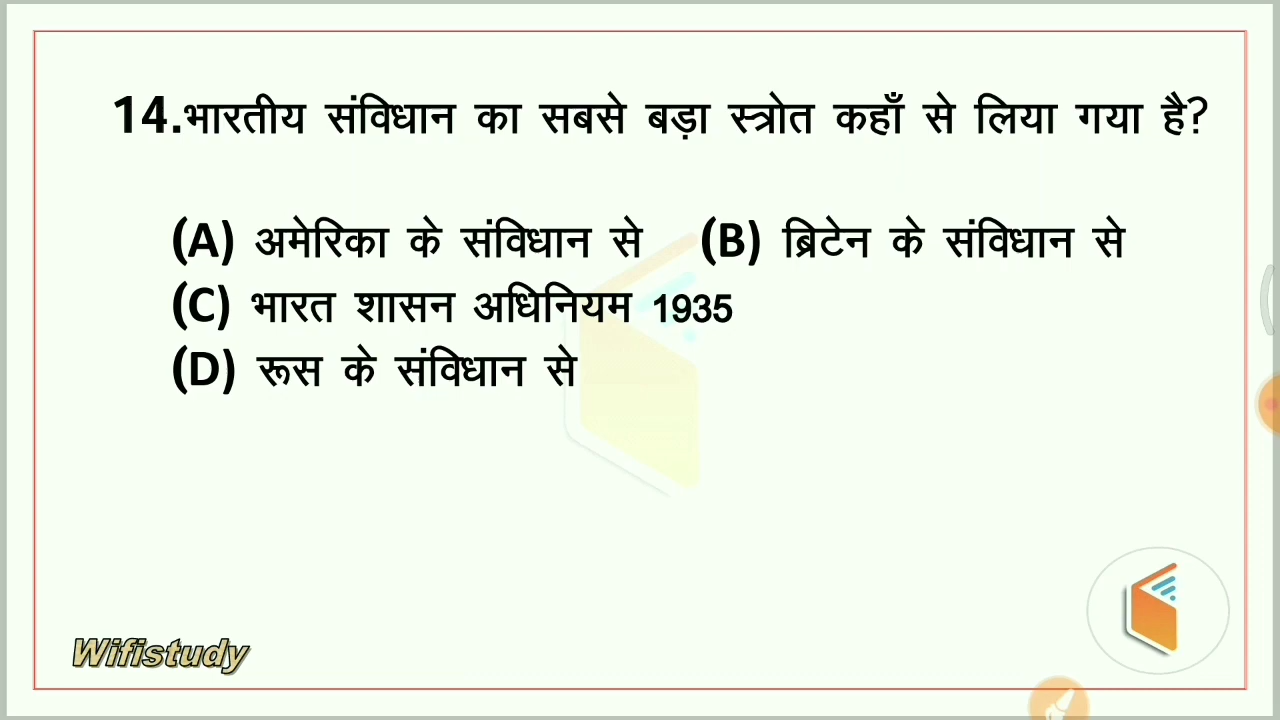 14.भारतीय संविधान का सबसे बड़ा स्त्रोत कहाँ से लिया गया है?
(A) अमेरिका के संविधान से (B) ब्रिटेन के संविधान से
(C) भारत शासन अधिनियम 1935
(D) रूस के संविधान से
Wifistudy